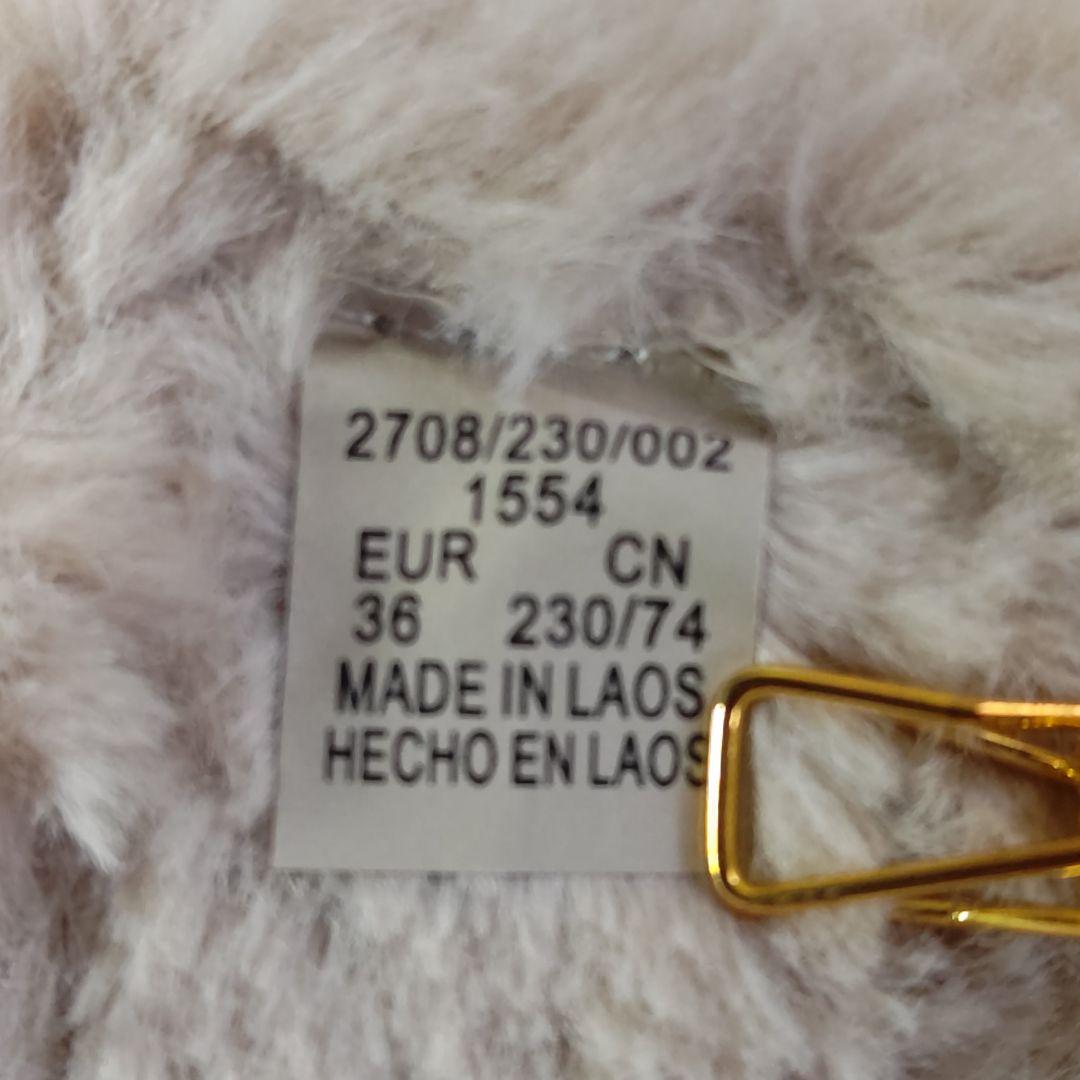 2708/230/002
1554
EUR CN
36 230/74
MADE IN LAOS
HECHO EN LAOS